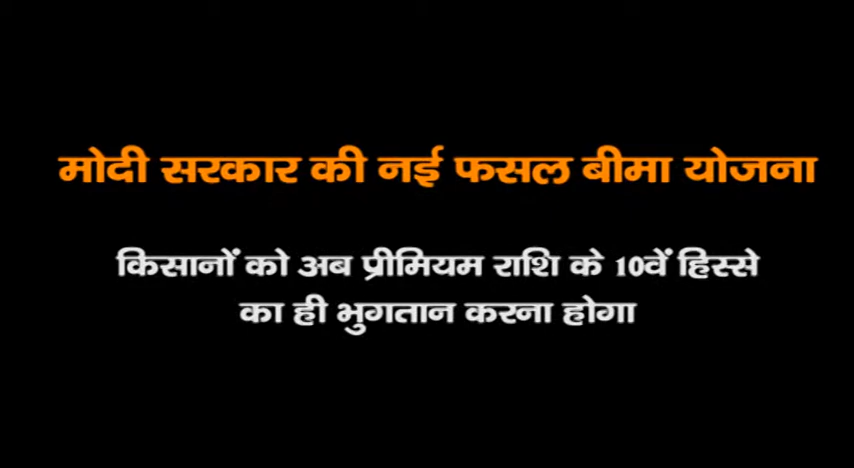 मोदी सरकार की नई फसल बीमा योजना
किसानों को अब प्रीमियम राशि के 10वें हिस्से
का ही भुगतान करना होगा